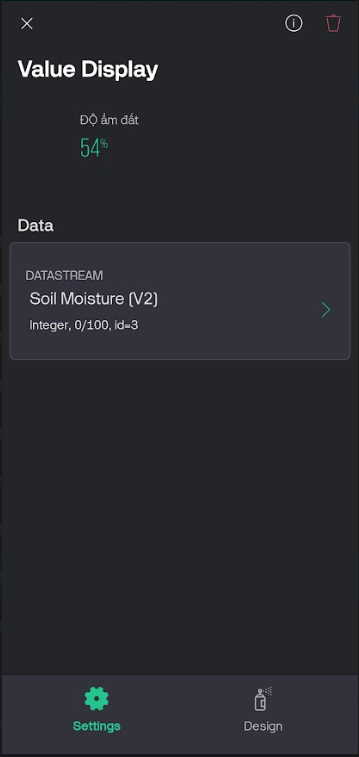 Value Display
ĐỘ ẩm đất
54%
Data
DATASTREAM
Soil Moisture (V2)
Integer, 0/100, id=3
Settings
Design